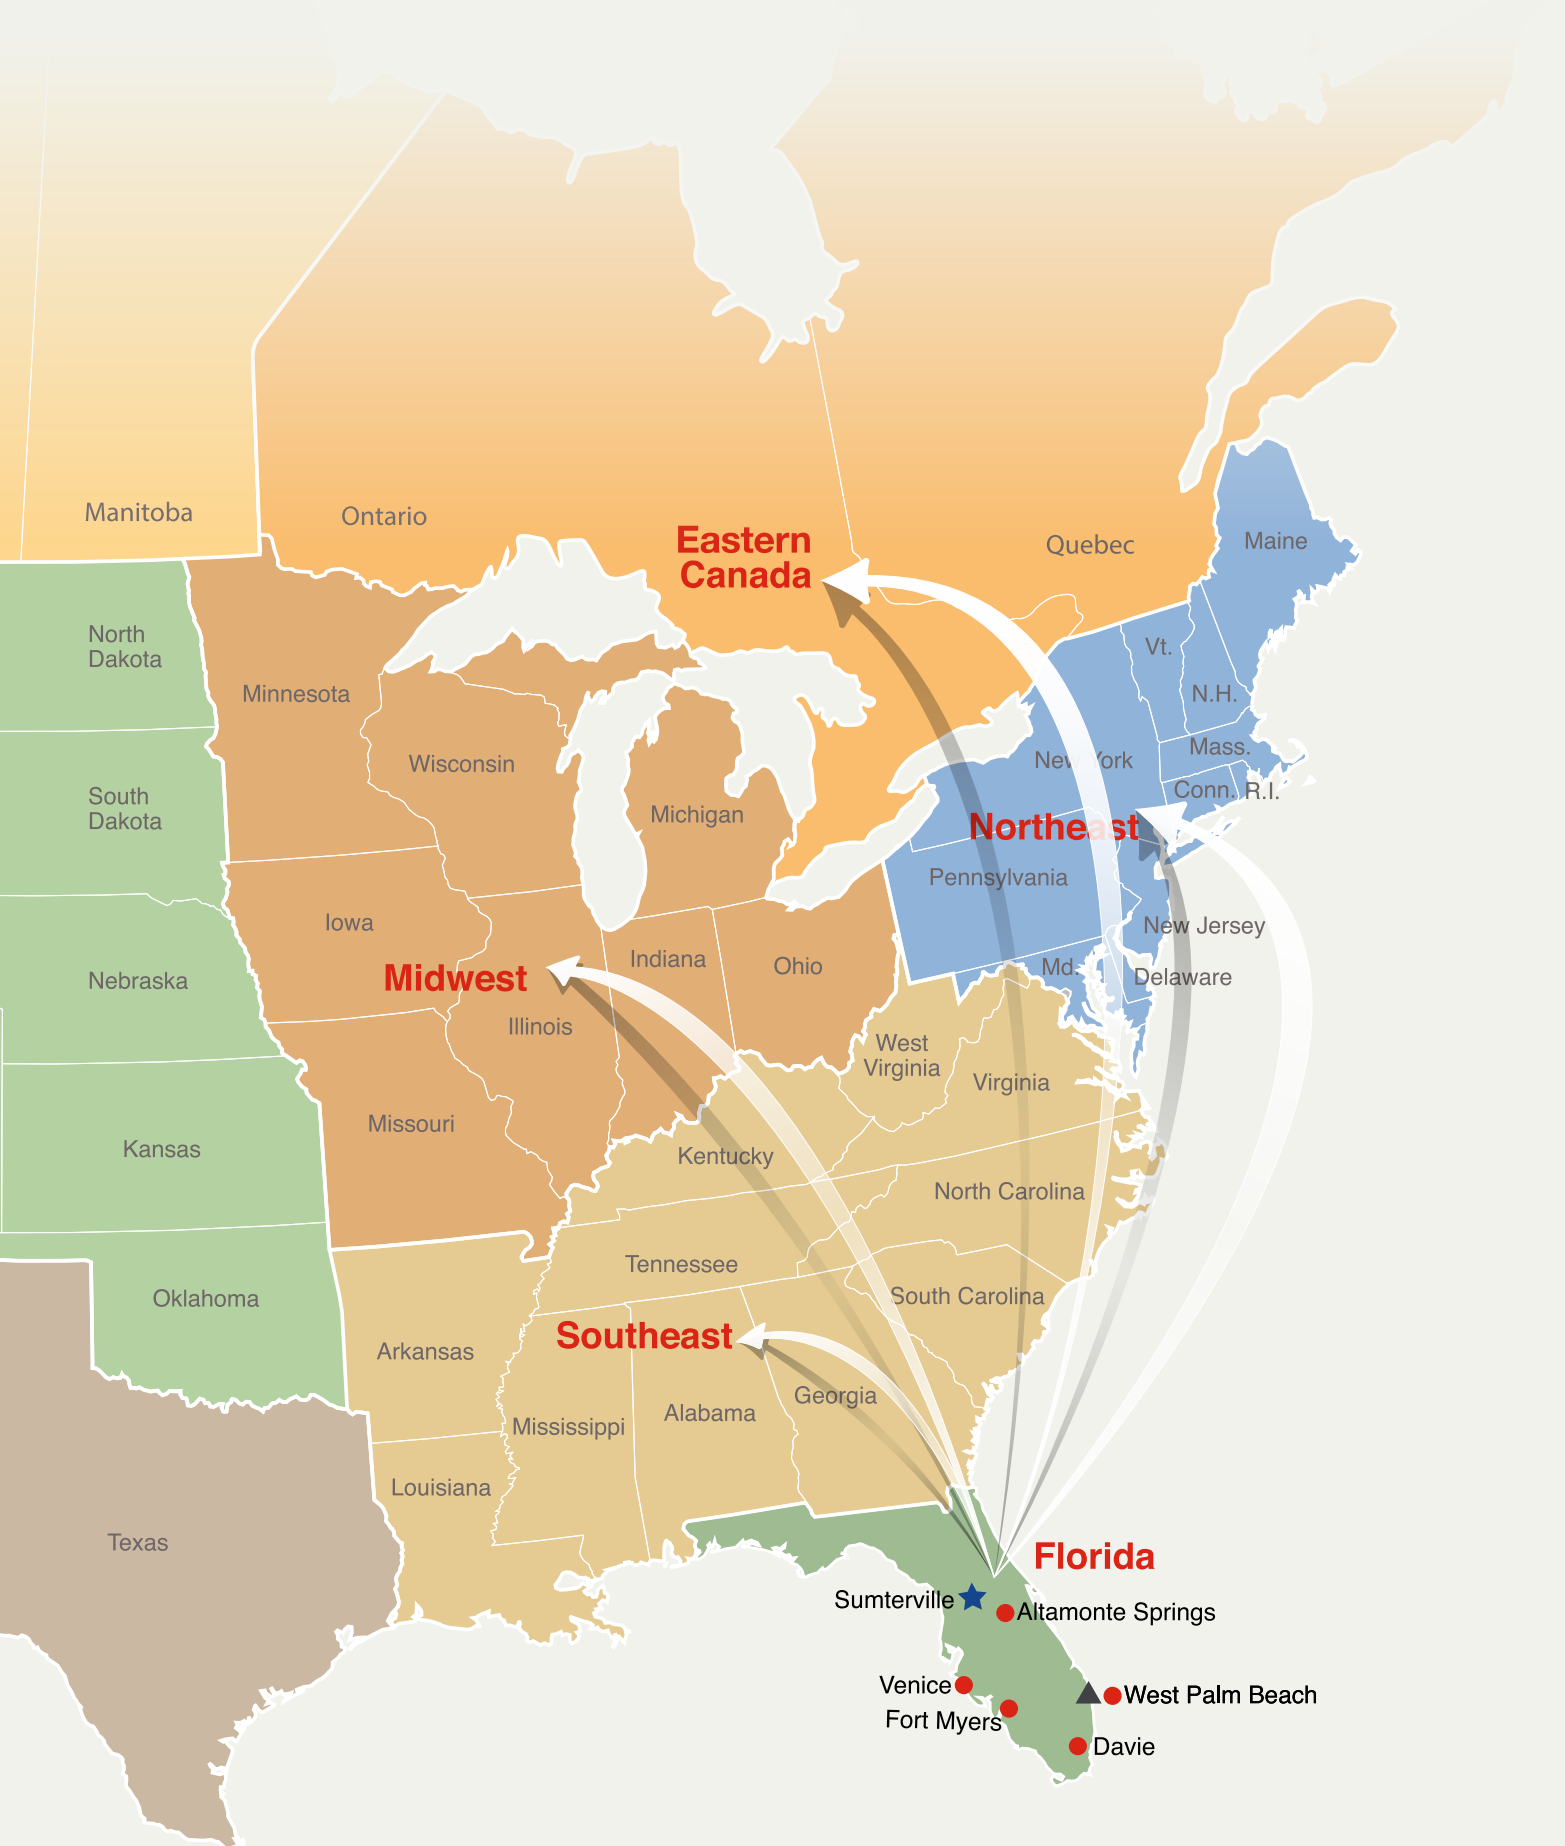 Manitoba
Ontario
Eastern
Canada
Quebec
Maine
North
Dakota
Minnesota
Vt.
N.H.
Wisconsin
New York
Mass.
South
Dakota
Michigan
Conn.
R.I.
Northeast
Pennsylvania
Iowa
New Jersey
Nebraska
Midwest
Indiana
Ohio
Md.
Delaware
Illinois
West
Virginia
Virginia
Missouri
Kansas
Kentucky
North Carolina
Tennessee
Oklahoma
South Carolina
Southeast
Arkansas
Georgia
Mississippi
Alabama
Louisiana
Texas
Florida
Sumterville
Altamonte Springs
Venice
West Palm Beach
Fort Myers
Davie